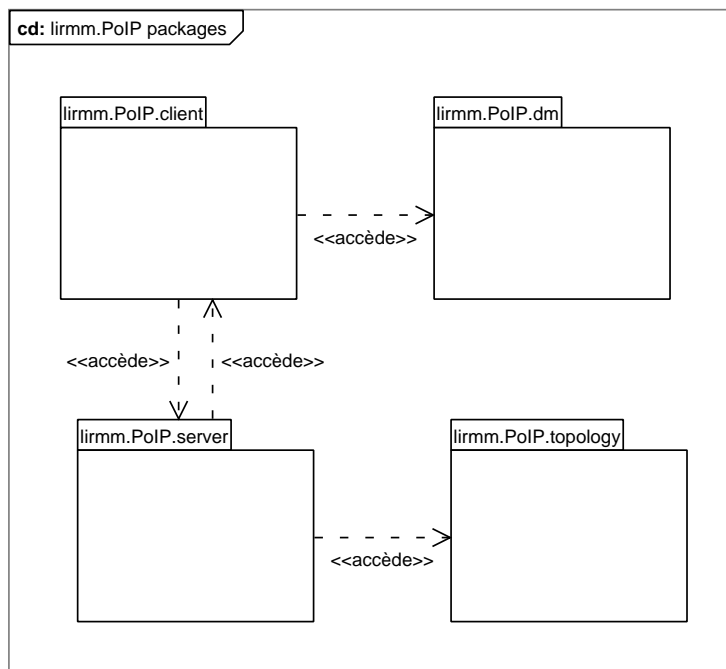 cd: lirmm.PoIP packages
lirmm.PoIP.client
lirmm.PoIP.dm
<<accède>>
<<accède>>
<<accède>>
lirmm.PoIP.server
lirmm.PoIP.topology
<<accède>>